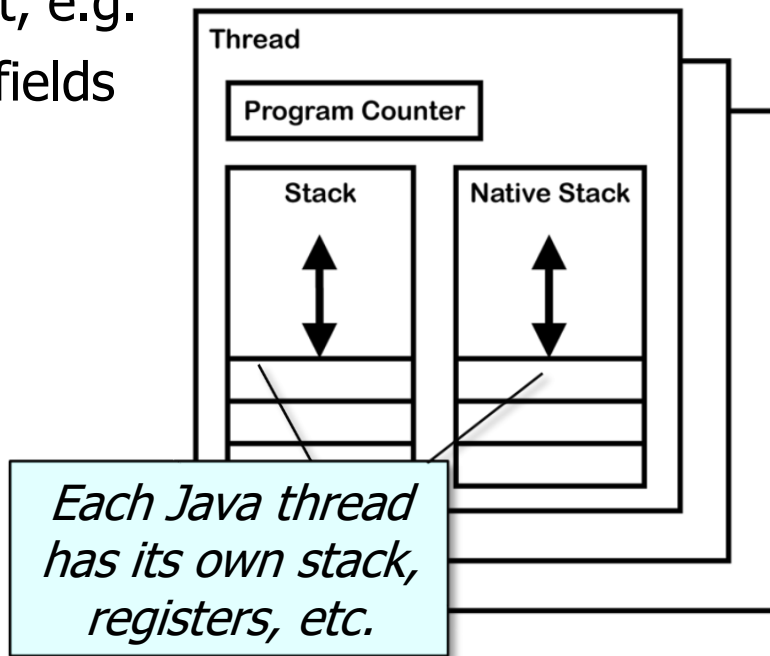 t, e.g.
fields
Thread
Program Counter
Stack
Native Stack
Each Java thread
has its own stack,
registers, etc.